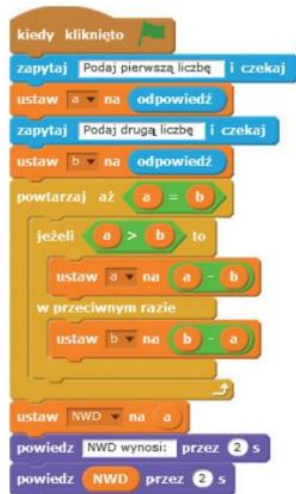 kiedy kliknięto
zapytaj Podaj pierwszą liczbę i czekaj
ustaw a na odpowiedź
zapytaj Podaj drugą liczbę i czekaj
ustaw b na odpowiedź
powtarzaj aż a = b
jeżeli a > b to
ustaw a na a - b
w przeciwnym razie
ustaw b na b - a
ustaw NWD na a
powiedz NWD wynosi: przez 2 s
powiedz NWD przez 2 s